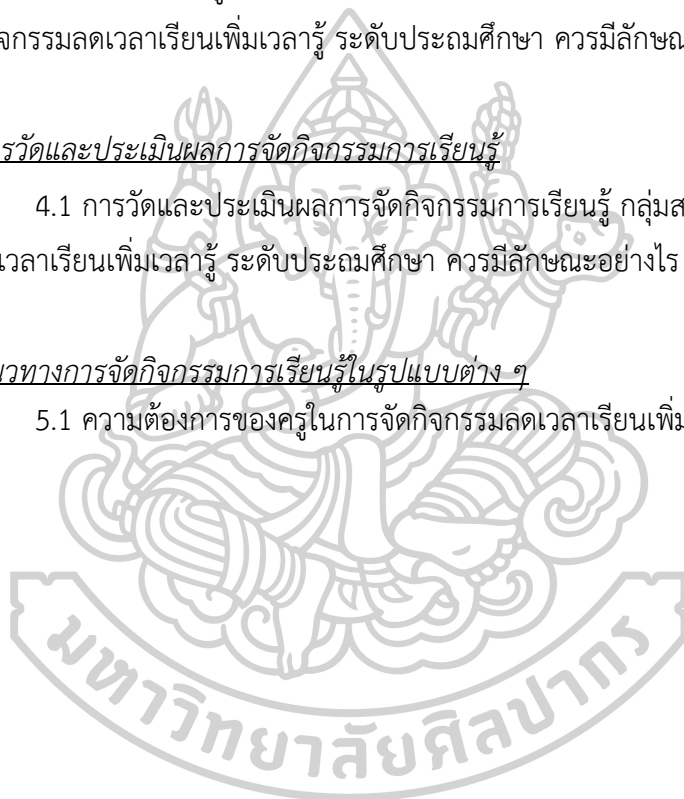 จกรรมลดเวลาเรียนเพิ่มเวลารู้ ระดับประถมศึกษา ควรมีลักษณ
รวัดและประเมินผลการจัดกิจกรรมการเรียนรู้
4.1 การวัดและประเมินผลการจัดกิจกรรมการเรียนรู้ กลุ่มส
เวลาเรียนเพิ่มเวลารู้ ระดับประถมศึกษา ควรมีลักษณะอย่างไร
นวทางการจัดกิจกรรมการเรียนรู้ในรูปแบบต่าง ๆ
5.1 ความต้องการของครูในการจัดกิจกรรมลดเวลาเรียนเพิ่ม
มหาวิทยาลัยศิลปากร